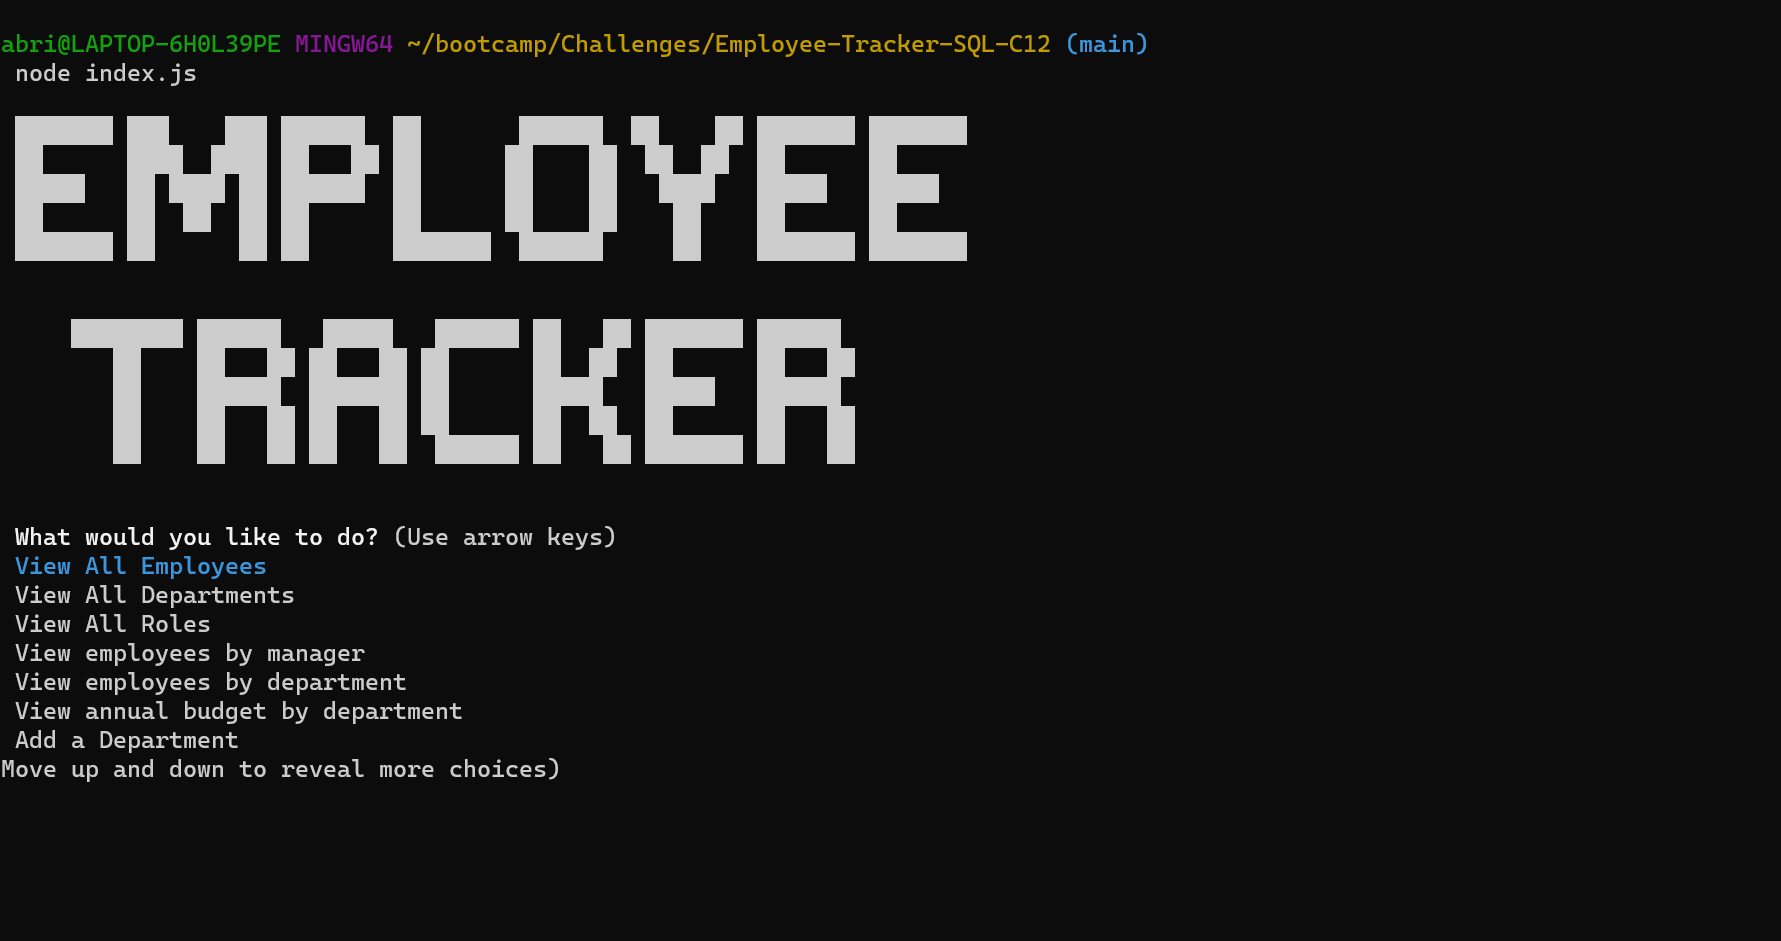 abri@LAPTOP-6H0L39PE MINGW64 ~/bootcamp/Challenges/Employee-Tracker-SQL-C12 (main)
node index.js
EMPLOYEE
TRACKER
What would you like to do? (Use arrow keys)
View All Employees
View All Departments
View All Roles
View employees by manager
View employees by department
View annual budget by department
Add a Department
Move up and down to reveal more choices)